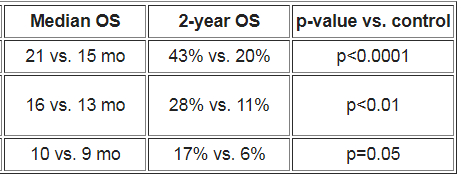 Median OS 2-year OS p-value vs. control
21 vs. 15 mo 43% vs. 20% p<0.0001
16 vs. 13 mo 28% vs. 11% p<0.01
10 vs. 9 mo 17% vs. 6% p=0.05